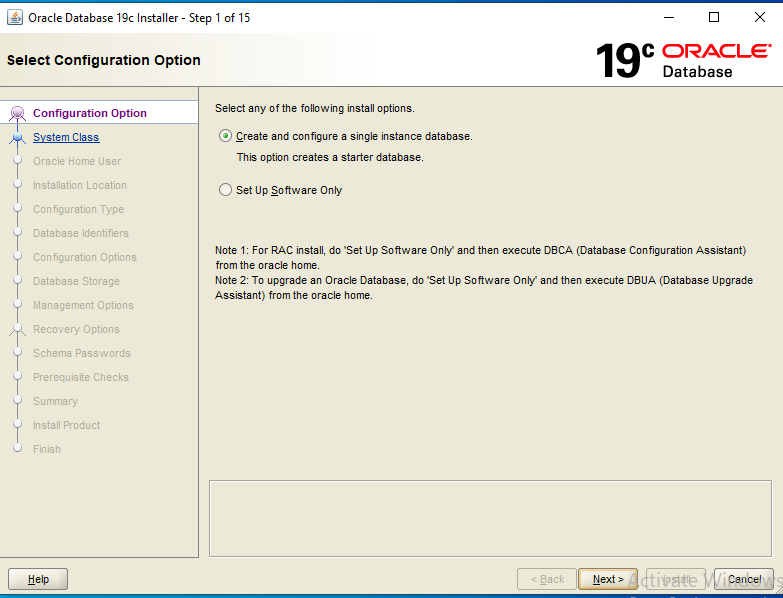 Oracle Database 19c Installer - Step 1 of 15
Select Configuration Option
19c ORACLE
Database
Configuration Option
System Class
Oracle Home User
Installation Location
Configuration Type
Database Identifiers
Configuration Options
Database Storage
Management Options
Recovery Options
Schema Passwords
Prerequisite Checks
Summary
Install Product
Finish
Select any of the following install options.
Create and configure a single instance database.
This option creates a starter database.
Set Up Software Only
Note 1: For RAC install, do 'Set Up Software Only' and then execute DBCA (Database Configuration Assistant)
from the oracle home.
Note 2: To upgrade an Oracle Database, do 'Set Up Software Only' and then execute DBUA (Database Upgrade
Assistant) from the oracle home.
Help
< Back
Next >
Install
Cancel
Activate Windows